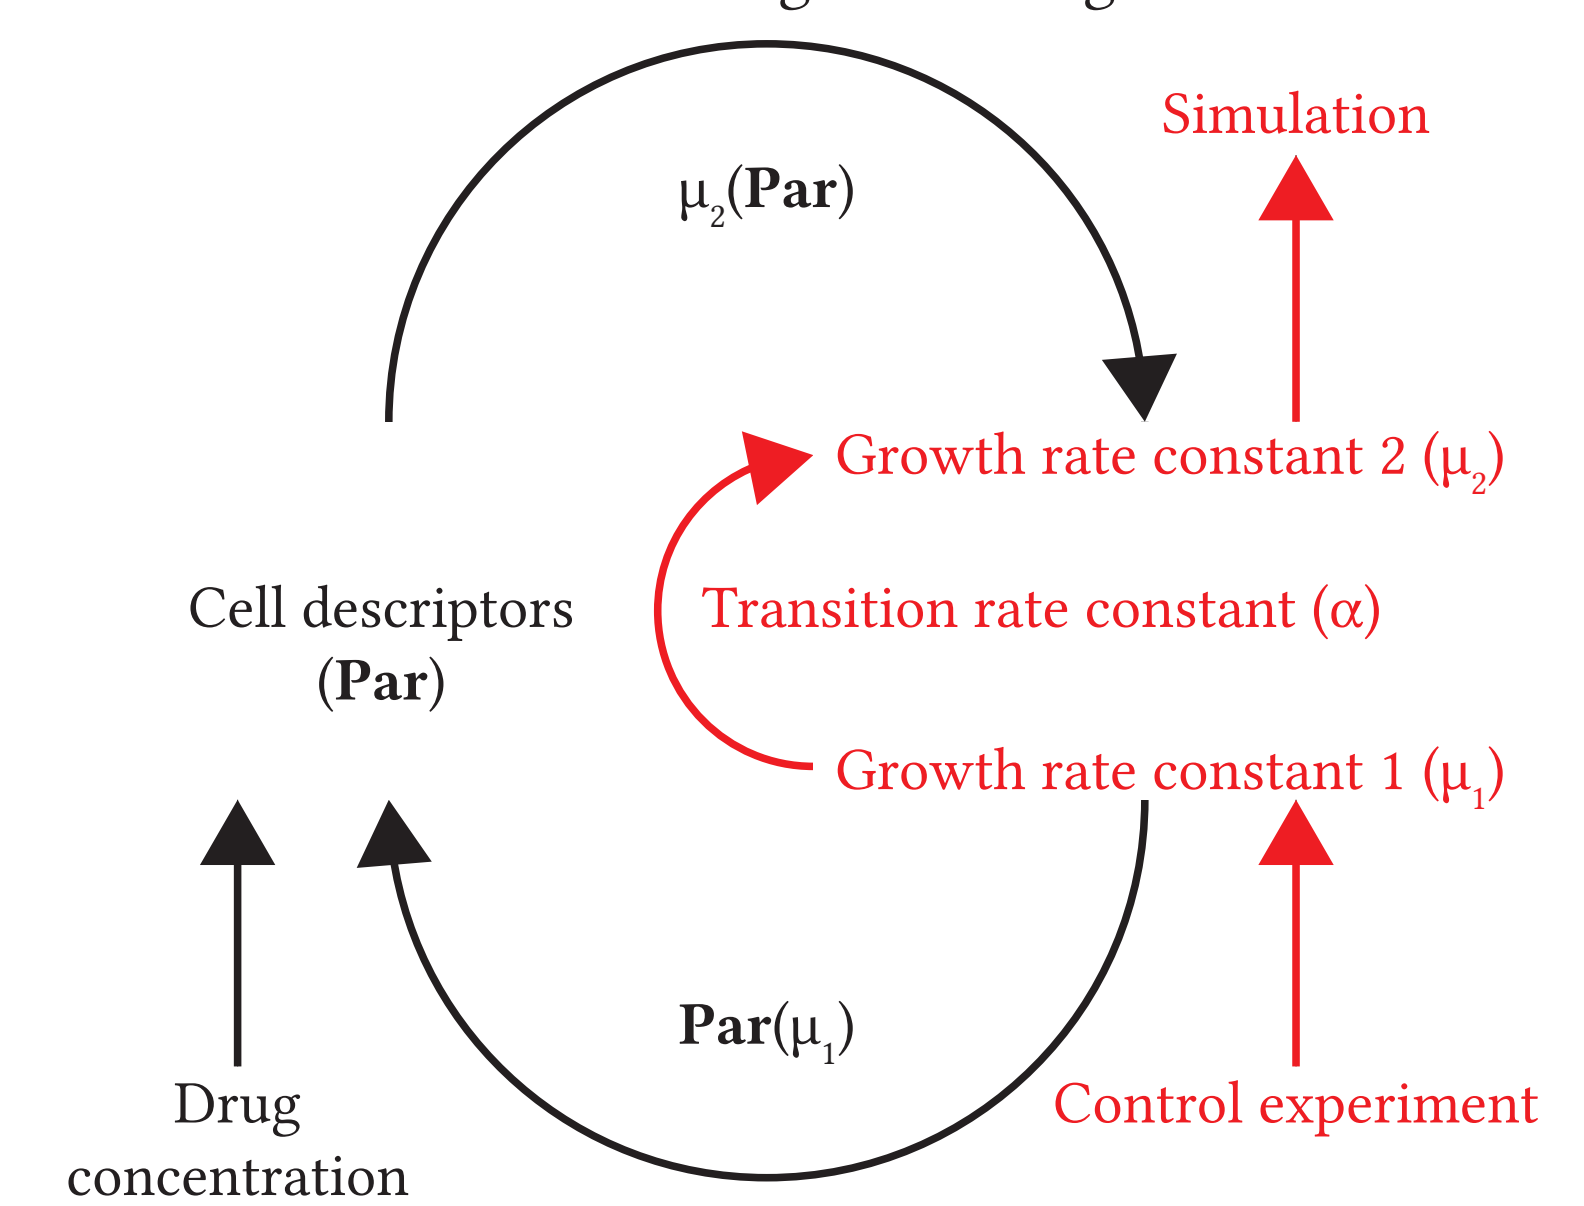 Simulation
μ₂(Par)
Growth rate constant 2 (μ₂)
Cell descriptors
(Par)
Transition rate constant (α)
Growth rate constant 1 (μ₁)
Par(μ₁)
Drug
concentration
Control experiment